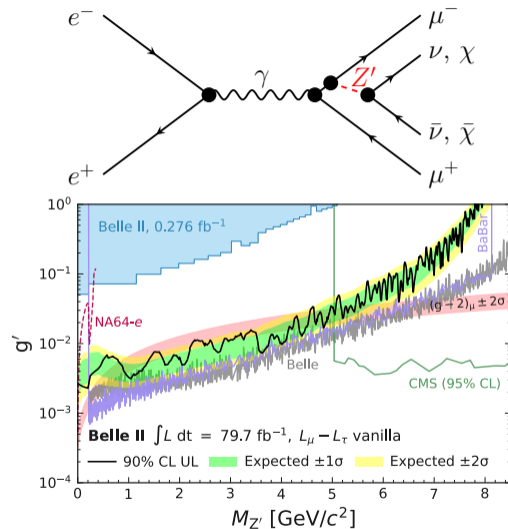 e⁻
μ⁻
ν, χ
γ
Z′
ν̄, χ̄
e⁺
μ⁺
10⁰
Belle II, 0.276 fb⁻¹
BaBar
10⁻¹
NA64-e
(g−2)μ ± 2σ
g′
10⁻²
Belle
CMS (95% CL)
10⁻³
Belle II ∫L dt = 79.7 fb⁻¹, Lμ − Lτ vanilla
90% CL UL Expected ±1σ Expected ±2σ
10⁻⁴
0 1 2 3 4 5 6 7 8
M_Z′ [GeV/c²]